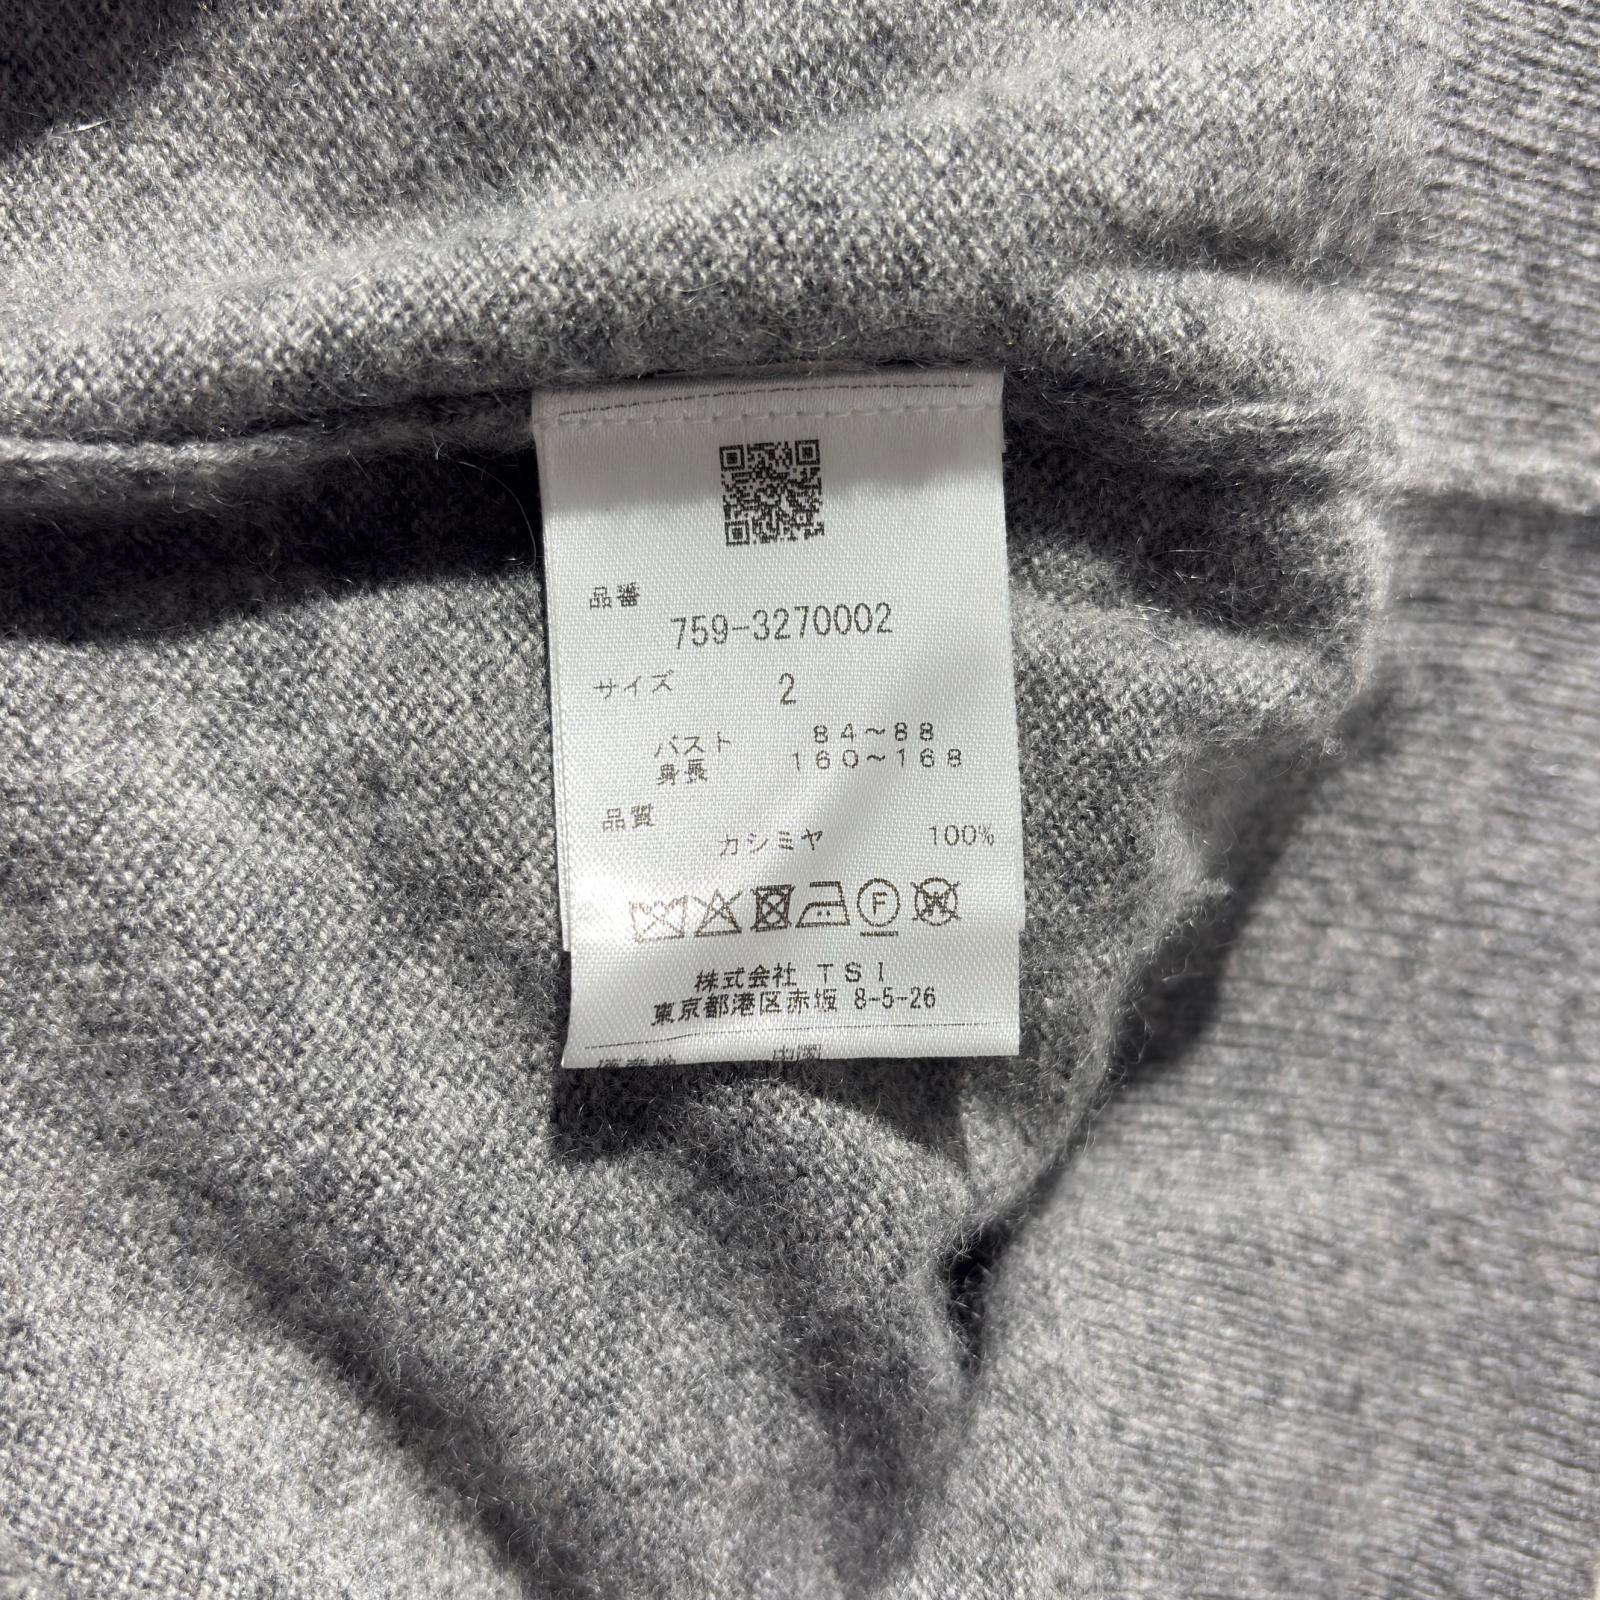 品番
759-3270002
サイズ 2
バスト 84~88
身長 160~168
品質
カシミヤ 100%
F
W
株式会社 TSI
東京都港区赤坂 8-5-26